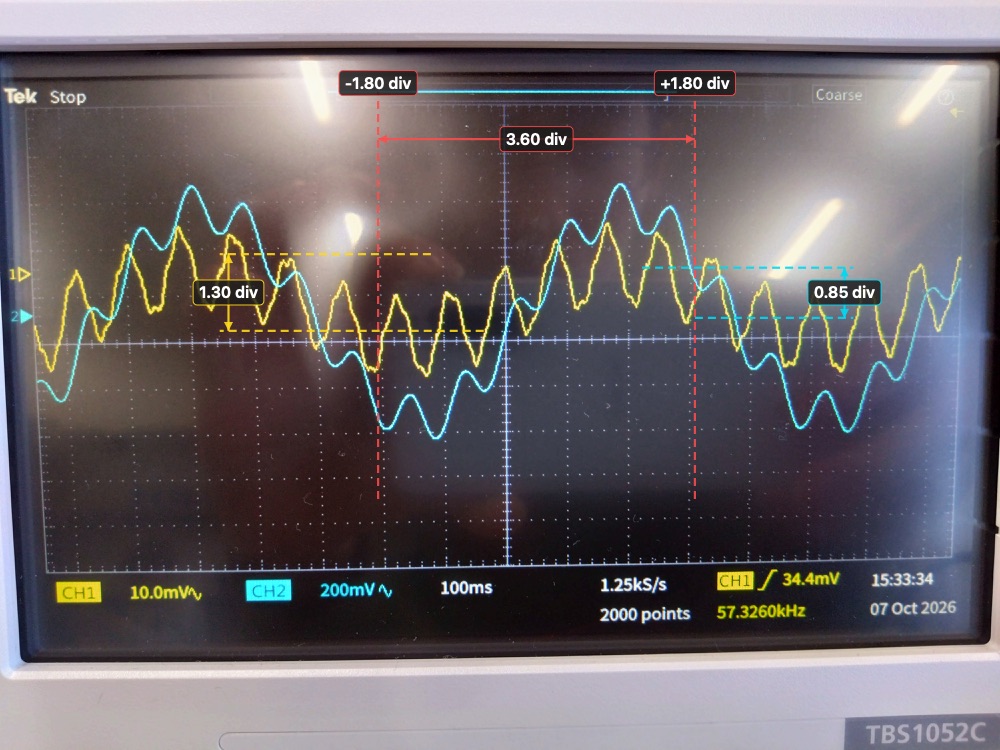 -1.80 div
+1.80 div
Tek Stop
Coarse
3.60 div
1
1.30 div
0.85 div
2
CH1 10.0mV CH2 200mV 100ms 1.25kS/s CH1 34.4mV 15:33:34
2000 points 57.3260kHz 07 Oct 2026
TBS1052C